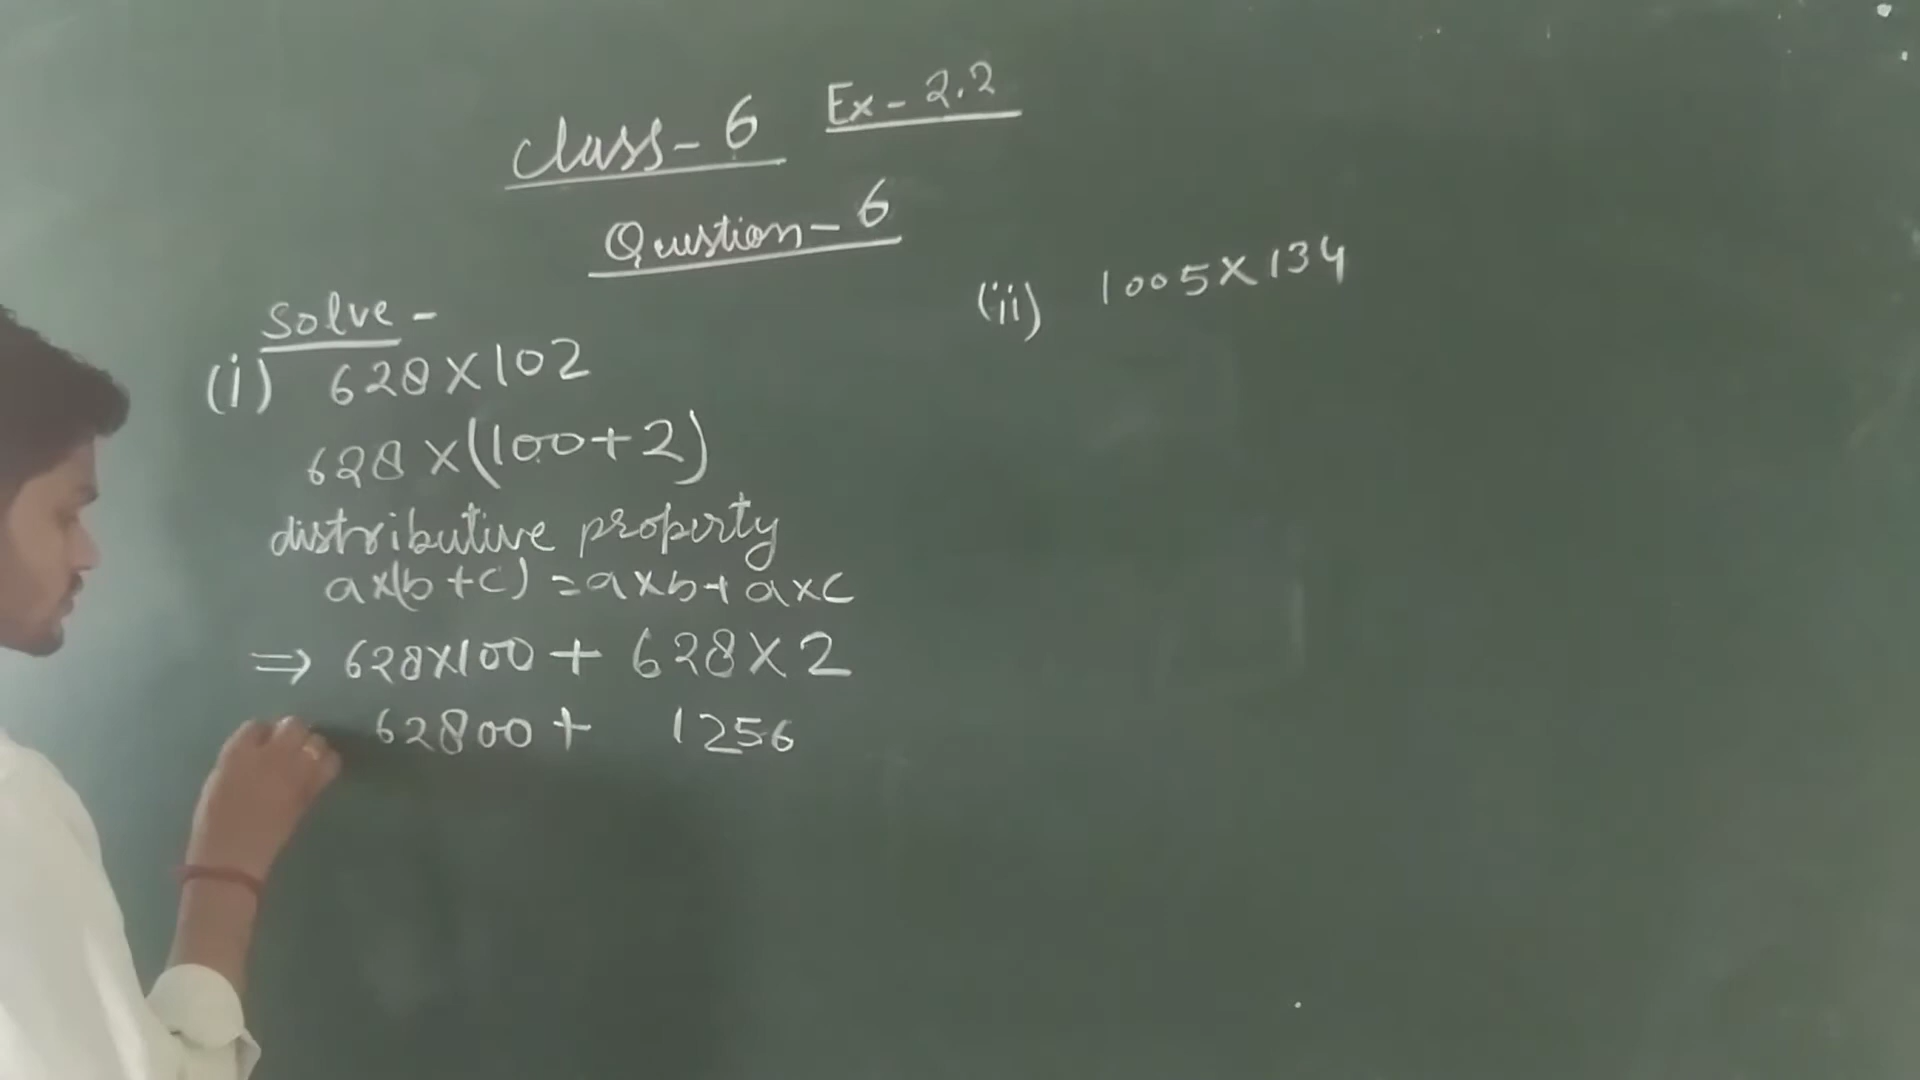 Class-6 Ex-2.2
Question-6
Solve-
(i) 628×102
628×(100+2)
distributive property
a×(b+c)=a×b+a×c
⇒ 628×100+ 628×2
62800+ 1256
(ii) 1005×134